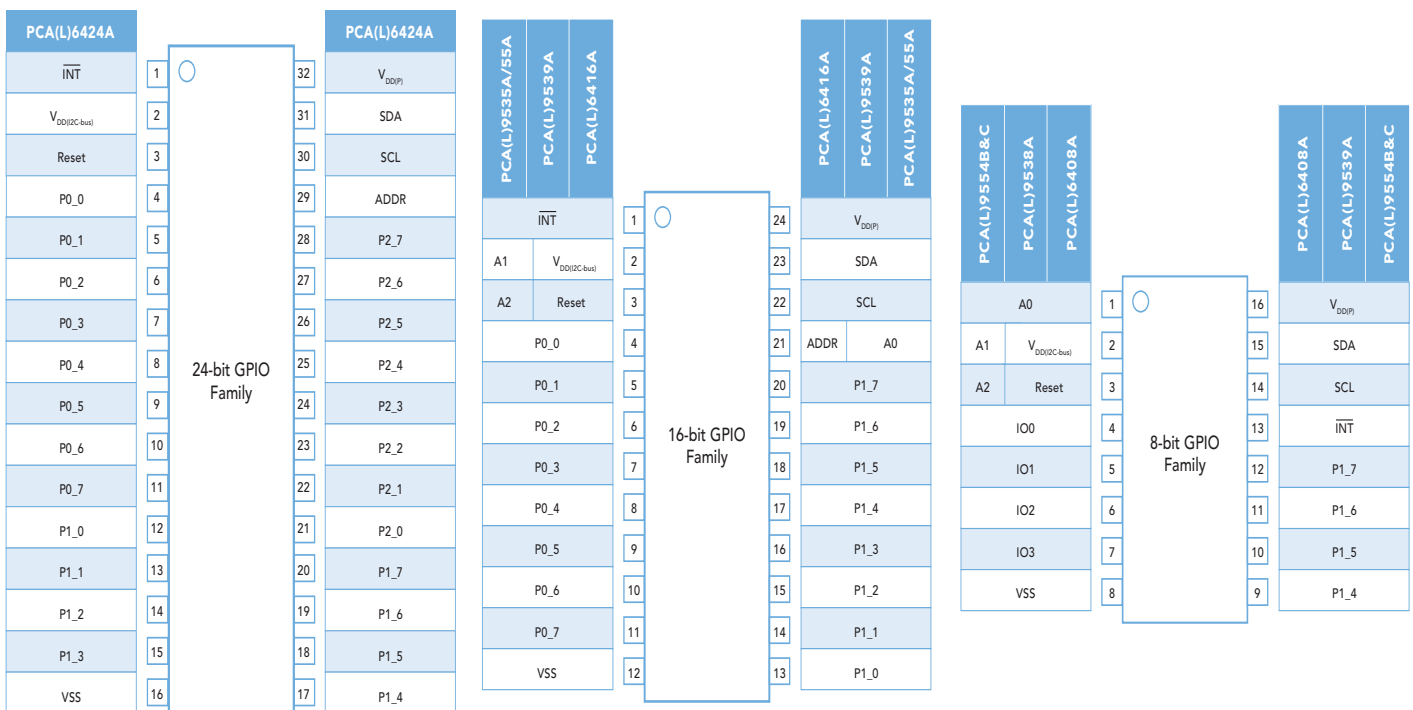 PCA(L)6424A
INT 1
V DD(I2C-bus) 2
Reset 3
P0_0 4
P0_1 5
P0_2 6
P0_3 7
P0_4 8
P0_5 9
P0_6 10
P0_7 11
P1_0 12
P1_1 13
P1_2 14
P1_3 15
VSS 16
24-bit GPIO
Family
PCA(L)6424A
32 V DD(P)
31 SDA
30 SCL
29 ADDR
28 P2_7
27 P2_6
26 P2_5
25 P2_4
24 P2_3
23 P2_2
22 P2_1
21 P2_0
20 P1_7
19 P1_6
18 P1_5
17 P1_4
PCA(L)9535A/55A
PCA(L)9539A
PCA(L)6416A
INT 1
A1 V DD(I2C-bus) 2
A2 Reset 3
P0_0 4
P0_1 5
P0_2 6
P0_3 7
P0_4 8
P0_5 9
P0_6 10
P0_7 11
VSS 12
16-bit GPIO
Family
PCA(L)6416A
PCA(L)9539A
PCA(L)9535A/55A
24 V DD(P)
23 SDA
22 SCL
21 ADDR A0
20 P1_7
19 P1_6
18 P1_5
17 P1_4
16 P1_3
15 P1_2
14 P1_1
13 P1_0
PCA(L)9554B&C
PCA(L)9538A
PCA(L)6408A
A0 1
A1 V DD(I2C-bus) 2
A2 Reset 3
IO0 4
IO1 5
IO2 6
IO3 7
VSS 8
8-bit GPIO
Family
PCA(L)6408A
PCA(L)9539A
PCA(L)9554B&C
16 V DD(P)
15 SDA
14 SCL
13 INT
12 P1_7
11 P1_6
10 P1_5
9 P1_4